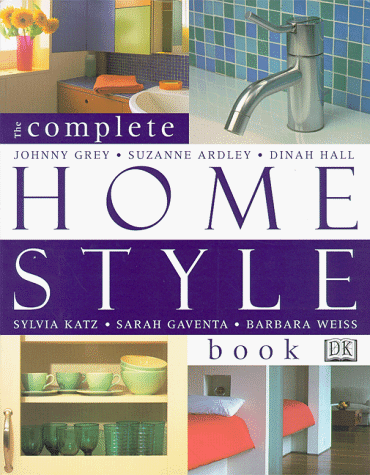 The complete
JOHNNY GREY • SUZANNE ARDLEY • DINAH HALL
HOME
STYLE
SYLVIA KATZ • SARAH GAVENTA • BARBARA WEISS
book
DK